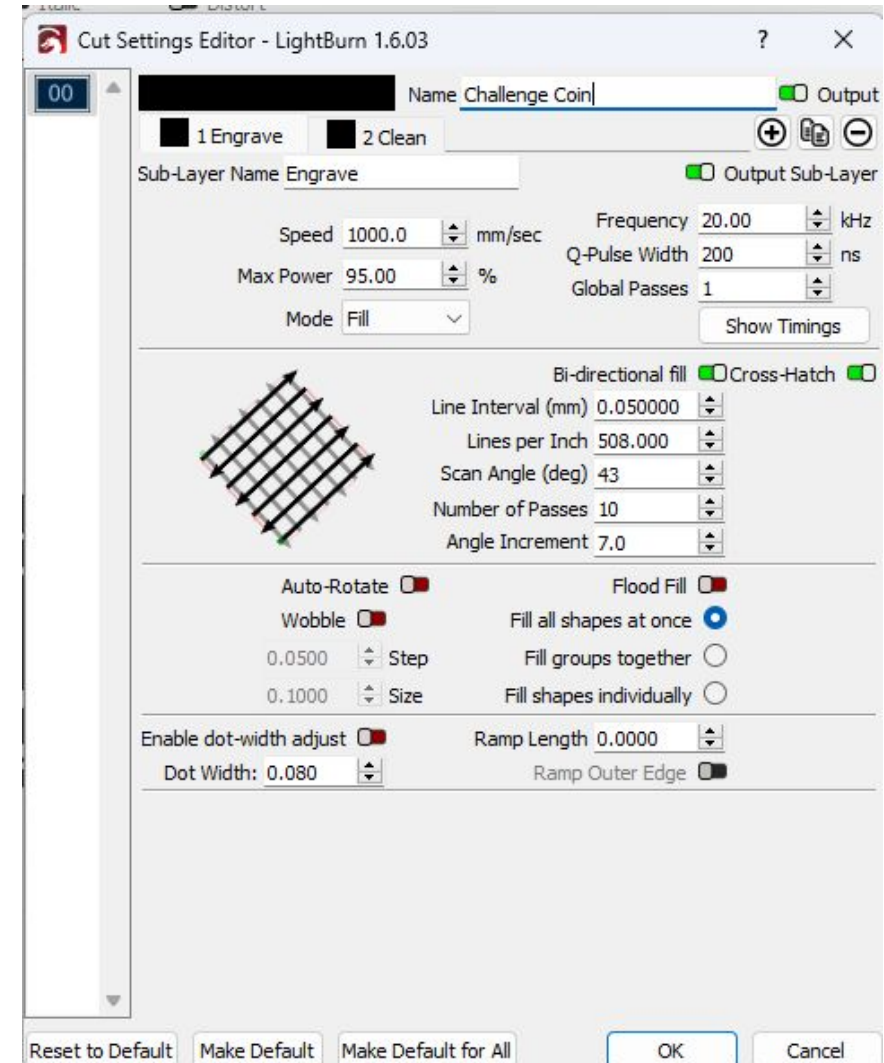 Italic Distort
Cut Settings Editor - LightBurn 1.6.03 ? ×
00 Name Challenge Coin Output
1 Engrave 2 Clean
Sub-Layer Name Engrave Output Sub-Layer
Speed 1000.0 mm/sec Frequency 20.00 kHz
Max Power 95.00 % Q-Pulse Width 200 ns
Global Passes 1
Mode Fill Show Timings
Bi-directional fill Cross-Hatch
Line Interval (mm) 0.050000
Lines per Inch 508.000
Scan Angle (deg) 43
Number of Passes 10
Angle Increment 7.0
Auto-Rotate Flood Fill
Wobble Fill all shapes at once
0.0500 Step Fill groups together
0.1000 Size Fill shapes individually
Enable dot-width adjust Ramp Length 0.0000
Dot Width: 0.080 Ramp Outer Edge
Reset to Default Make Default Make Default for All OK Cancel